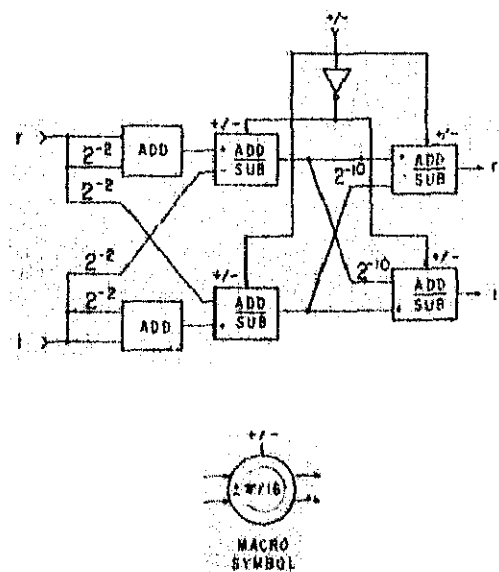 +/-
r
2^-2
ADD
+/-
+ ADD
- SUB
2^-2
2^-10
+/-
+ ADD
- SUB
r
2^-2
2^-2
ADD
+/-
ADD
+ SUB
2^-10
+/-
ADD
+ SUB
i
i
+/-
± π/16
MACRO
SYMBOL